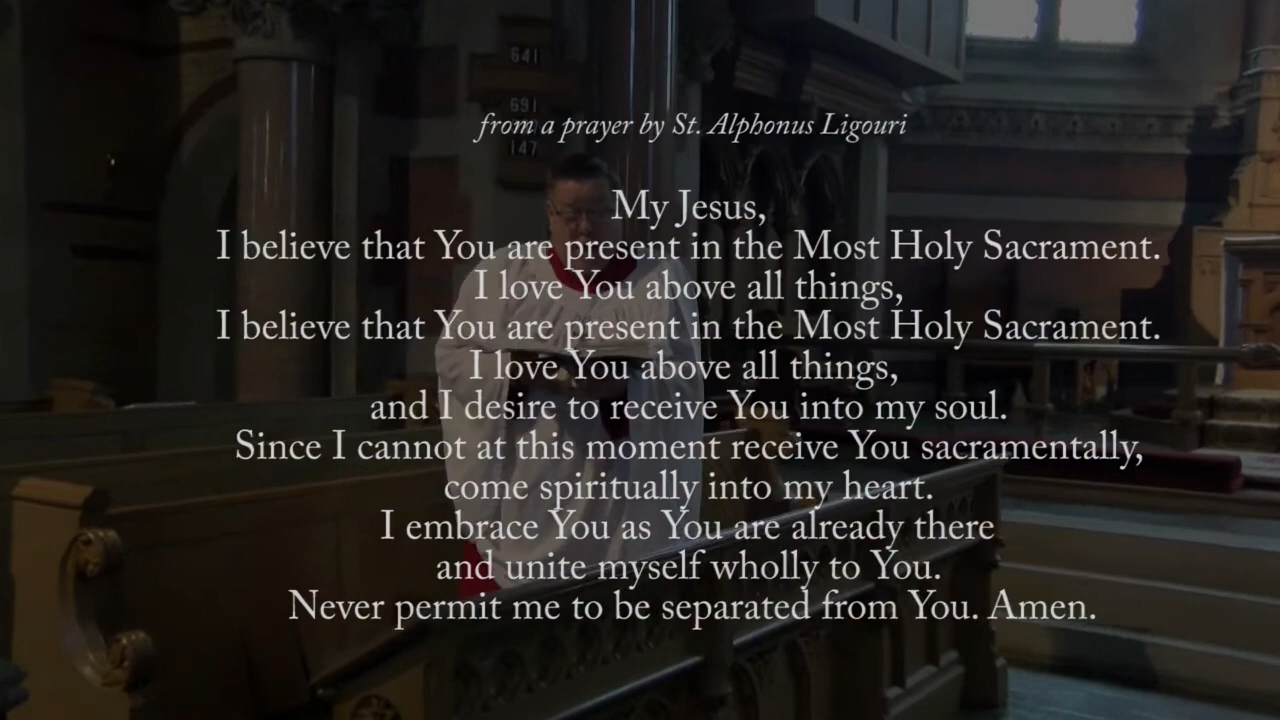 641
691
from a prayer by St. Alphonus Ligouri
147
My Jesus,
I believe that You are present in the Most Holy Sacrament.
I love You above all things,
I believe that You are present in the Most Holy Sacrament.
I love You above all things,
and I desire to receive You into my soul.
Since I cannot at this moment receive You sacramentally,
come spiritually into my heart.
I embrace You as You are already there
and unite myself wholly to You.
Never permit me to be separated from You. Amen.